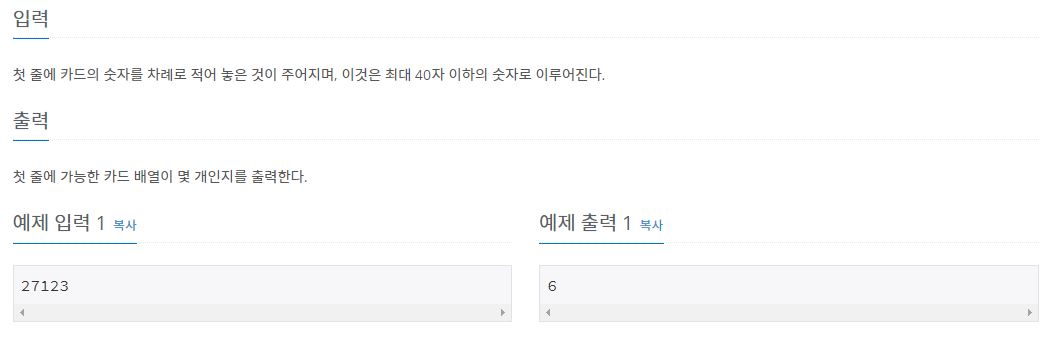 입력
첫 줄에 카드의 숫자를 차례로 적어 놓은 것이 주어지며, 이것은 최대 40자 이하의 숫자로 이루어진다.
출력
첫 줄에 가능한 카드 배열이 몇 개인지를 출력한다.
예제 입력 1 복사
예제 출력 1 복사
27123
6